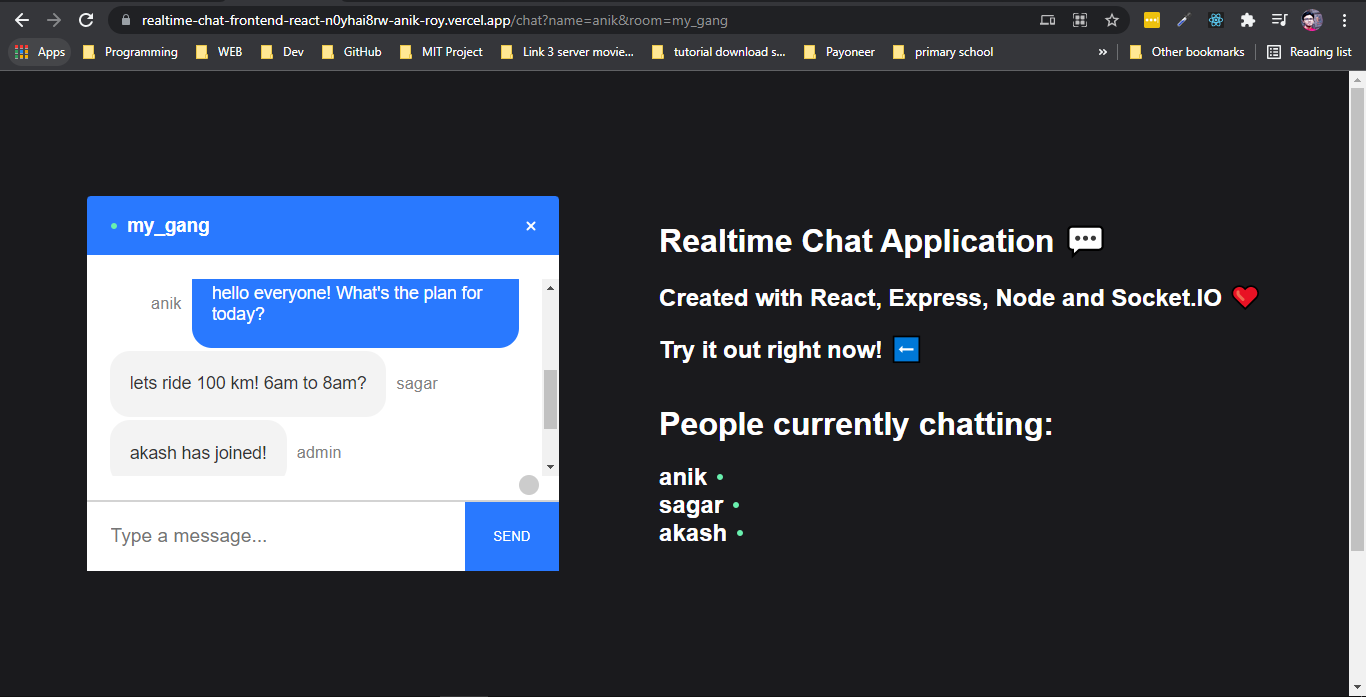 realtime-chat-frontend-react-n0yhai8rw-anik-roy.vercel.app/chat?name=anik&room=my_gang
Apps Programming WEB Dev GitHub MIT Project Link 3 server movie... tutorial download s... Payoneer primary school » Other bookmarks Reading list
my_gang ×
anik
hello everyone! What's the plan for
today?
lets ride 100 km! 6am to 8am? sagar
akash has joined! admin
Type a message... SEND
Realtime Chat Application 💬
Created with React, Express, Node and Socket.IO ❤️
Try it out right now! ⬅️
People currently chatting:
anik
sagar
akash